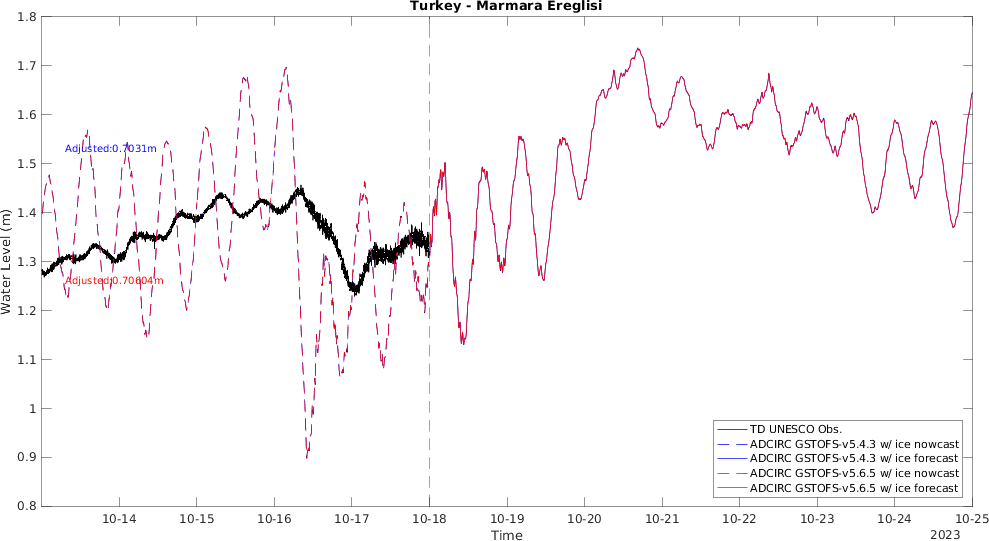 Turkey - Marmara Ereglisi
1.8
1.7
1.6
1.5
1.4
1.3
1.2
1.1
1
0.9
0.8
Water Level (m)
Adjusted:0.7031m
Adjusted:0.70604m
TD UNESCO Obs.
ADCIRC GSTOFS-v5.4.3 w/ ice nowcast
ADCIRC GSTOFS-v5.4.3 w/ ice forecast
ADCIRC GSTOFS-v5.6.5 w/ ice nowcast
ADCIRC GSTOFS-v5.6.5 w/ ice forecast
10-14 10-15 10-16 10-17 10-18 10-19 10-20 10-21 10-22 10-23 10-24 10-25
Time
2023